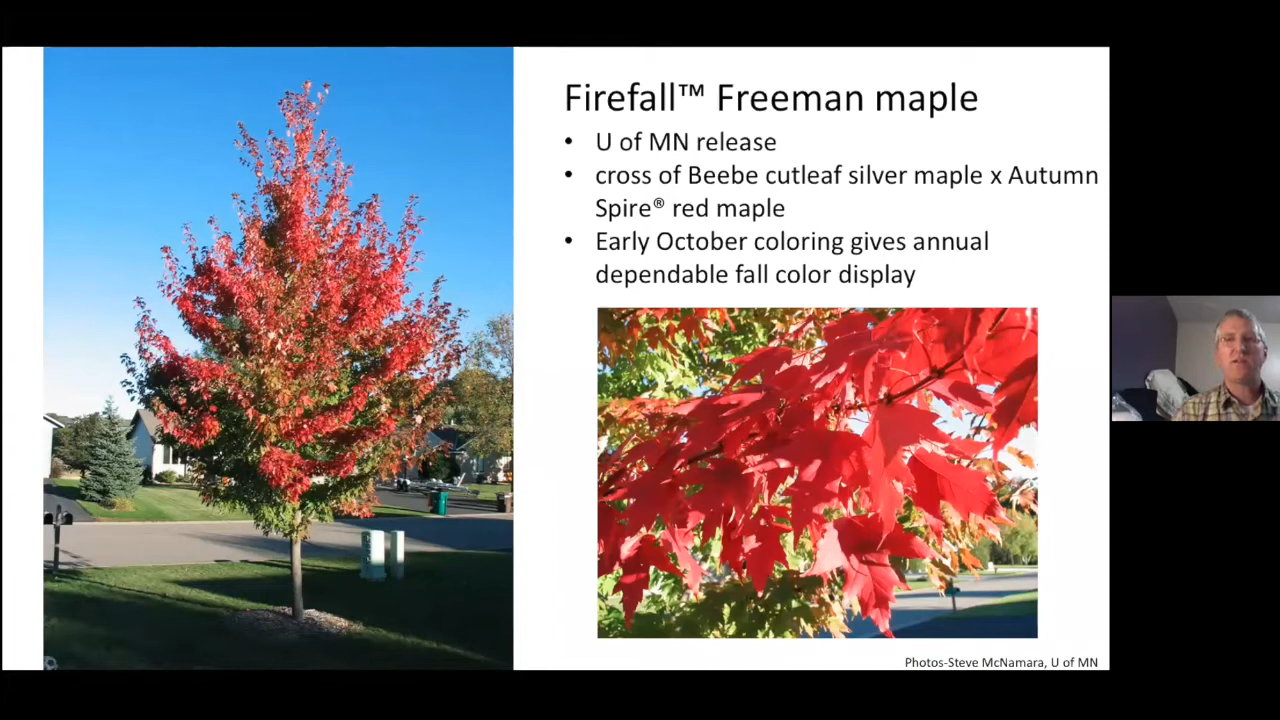 Firefall™ Freeman maple
• U of MN release
• cross of Beebe cutleaf silver maple x Autumn
Spire® red maple
• Early October coloring gives annual
dependable fall color display
Photos-Steve McNamara, U of MN